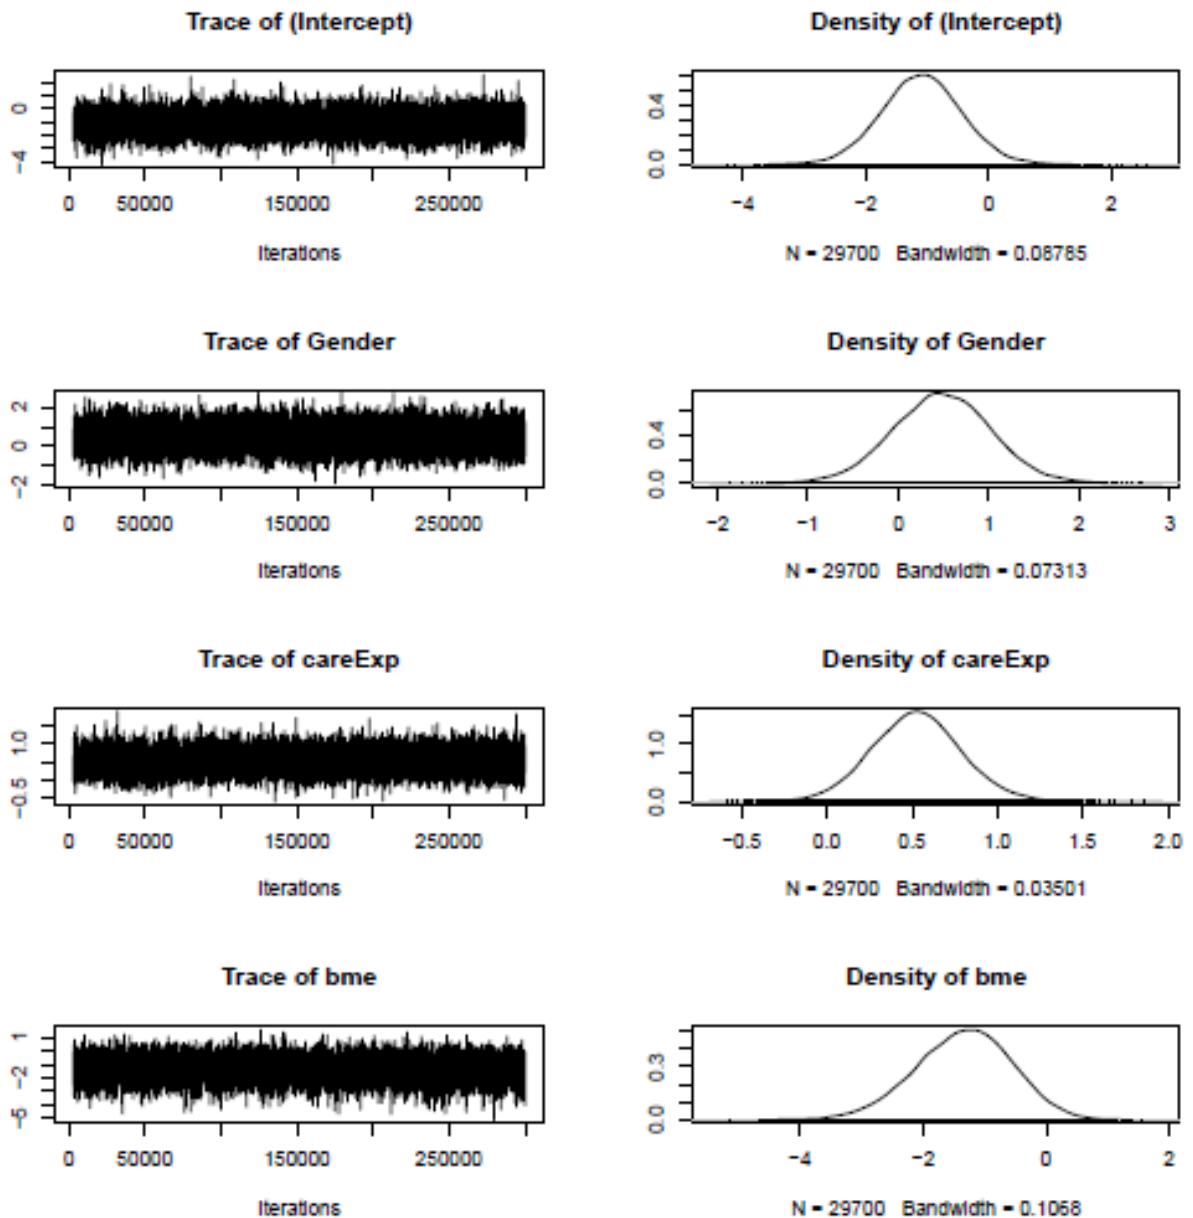 Trace of (Intercept)
Density of (Intercept)
0
−4
0 50000 150000 250000
Iterations
0.4
0.0
−4 −2 0 2
N = 29700 Bandwidth = 0.08785
Trace of Gender
Density of Gender
2
0
−2
0 50000 150000 250000
Iterations
0.4
0.0
−2 −1 0 1 2 3
N = 29700 Bandwidth = 0.07313
Trace of careExp
Density of careExp
1.0
−0.5
0 50000 150000 250000
Iterations
1.0
0.0
−0.5 0.0 0.5 1.0 1.5 2.0
N = 29700 Bandwidth = 0.03501
Trace of bme
Density of bme
1
−2
−5
0 50000 150000 250000
Iterations
0.3
0.0
−4 −2 0 2
N = 29700 Bandwidth = 0.1068